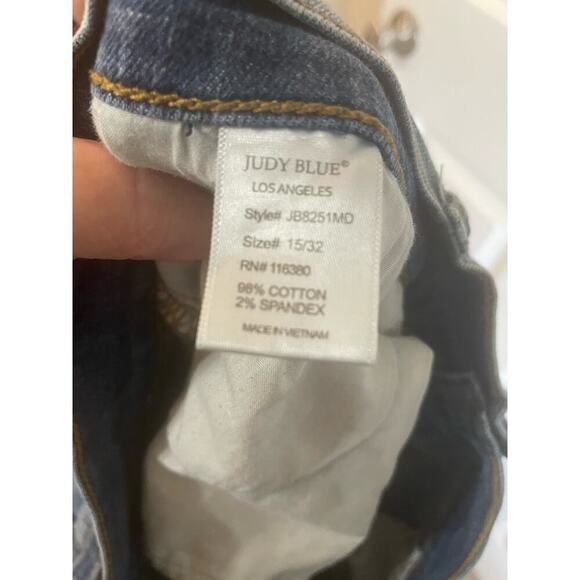 JUDY BLUE©
LOS ANGELES
Style# JB8251MD
Size# 15/32
RN# 116380
98% COTTON
2% SPANDEX
MADE IN VIETNAM